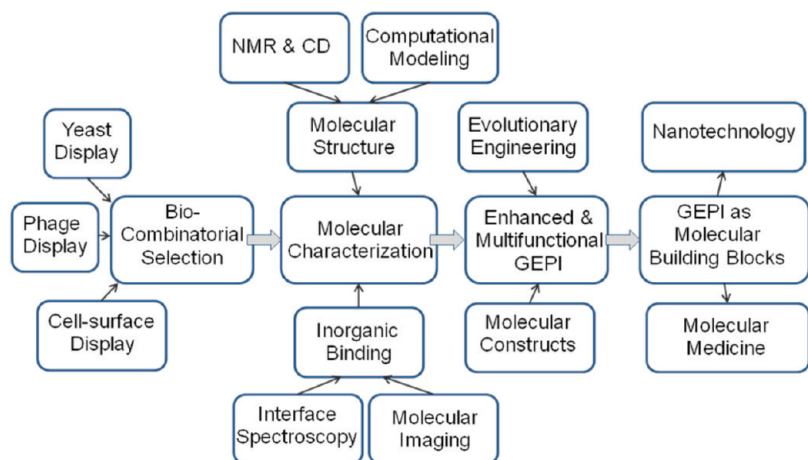 NMR & CD
Computational
Modeling
Yeast
Display
Molecular
Structure
Evolutionary
Engineering
Nanotechnology
Phage
Display
Bio-
Combinatorial
Selection
Molecular
Characterization
Enhanced &
Multifunctional
GEPI
GEPI as
Molecular
Building Blocks
Cell-surface
Display
Inorganic
Binding
Molecular
Constructs
Molecular
Medicine
Interface
Spectroscopy
Molecular
Imaging